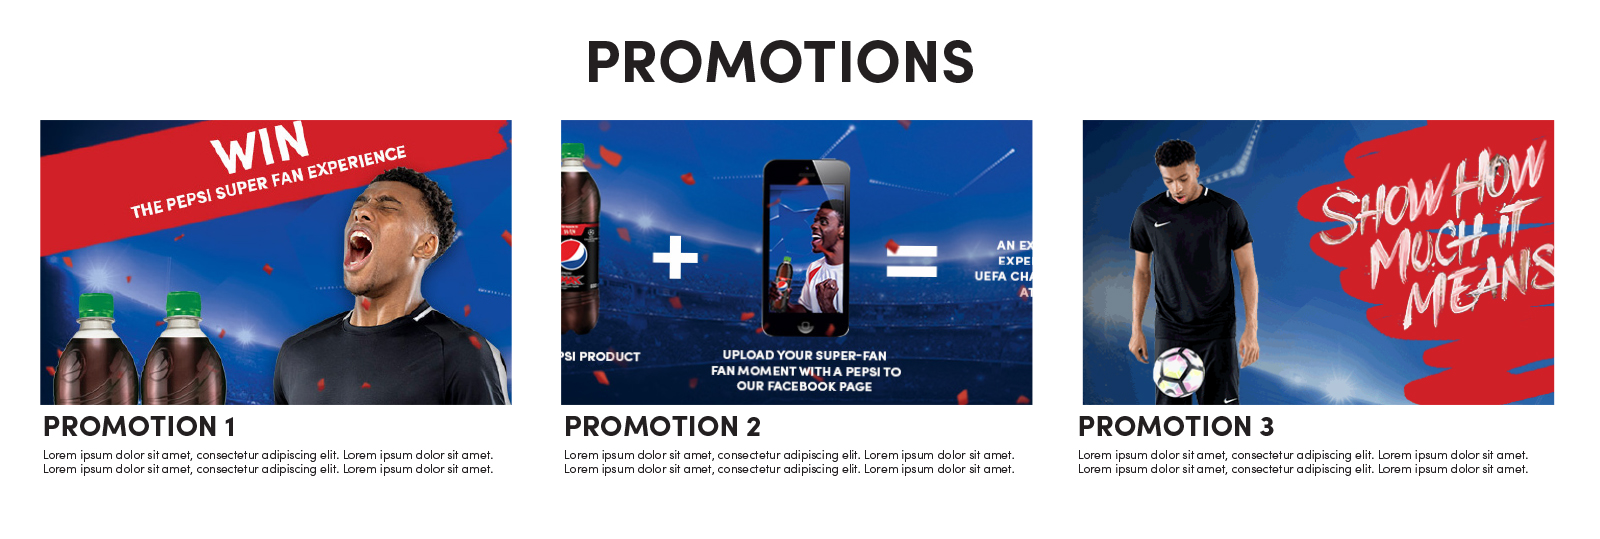 PROMOTIONS
WIN
THE PEPSI SUPER FAN EXPERIENCE
PROMOTION 1
Lorem ipsum dolor sit amet, consectetur adipiscing elit. Lorem ipsum dolor sit amet.
Lorem ipsum dolor sit amet, consectetur adipiscing elit. Lorem ipsum dolor sit amet.
PSI PRODUCT
+
UPLOAD YOUR SUPER-FAN
FAN MOMENT WITH A PEPSI TO
OUR FACEBOOK PAGE
=
AN EX
EXPE
UEFA CHA
AT
PROMOTION 2
Lorem ipsum dolor sit amet, consectetur adipiscing elit. Lorem ipsum dolor sit amet.
Lorem ipsum dolor sit amet, consectetur adipiscing elit. Lorem ipsum dolor sit amet.
SHOW HOW
MUCH IT
MEANS
PROMOTION 3
Lorem ipsum dolor sit amet, consectetur adipiscing elit. Lorem ipsum dolor sit amet.
Lorem ipsum dolor sit amet, consectetur adipiscing elit. Lorem ipsum dolor sit amet.